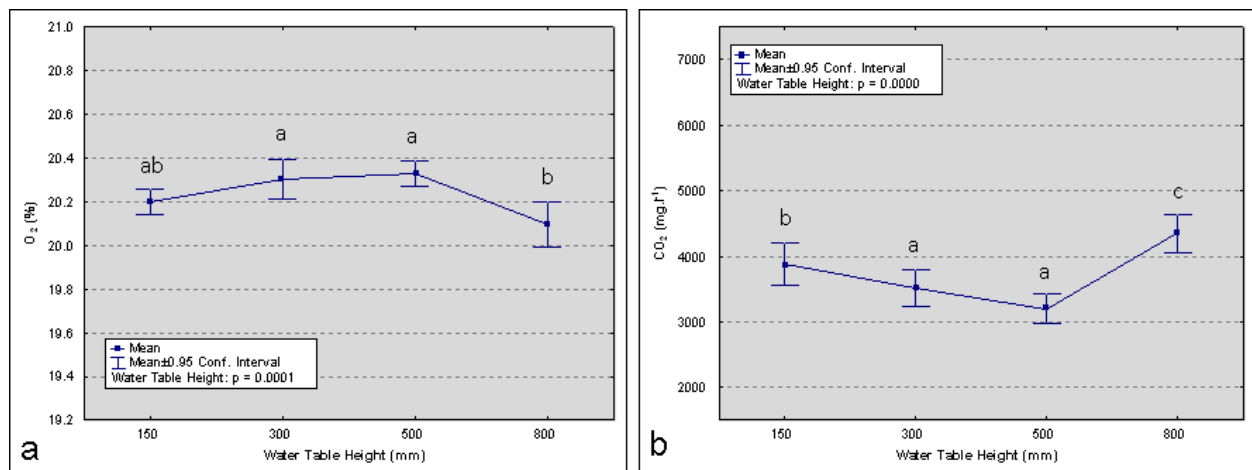 21.0
20.8
20.6
20.4
20.2
20.0
19.8
19.6
19.4
19.2
O₂ (%)
ab
a
a
b
Mean
Mean±0.95 Conf. Interval
Water Table Height: p = 0.0001
150 300 500 800
Water Table Height (mm)
a
7000
6000
5000
4000
3000
2000
CO₂ (mg.l⁻¹)
Mean
Mean±0.95 Conf. Interval
Water Table Height: p = 0.0000
b
a
a
c
150 300 500 800
Water Table Height (mm)
b